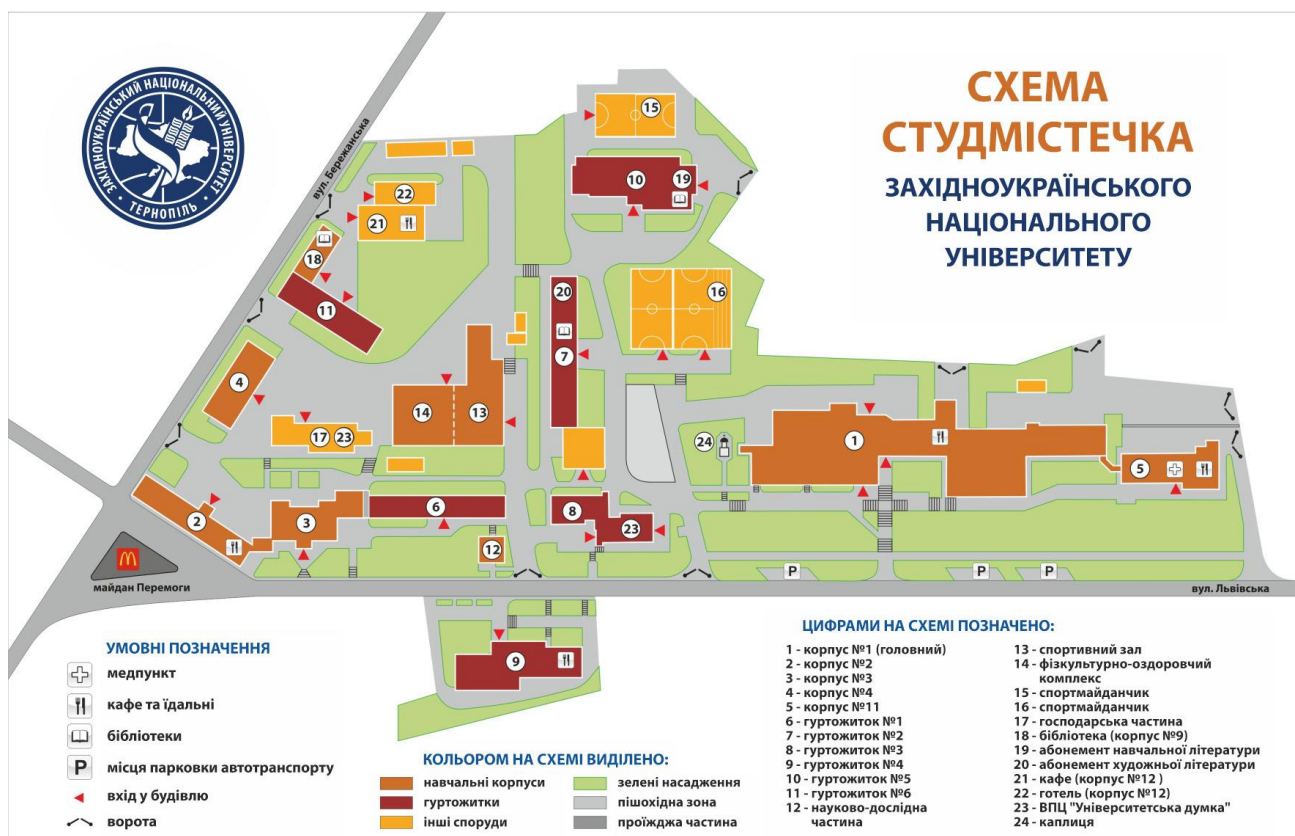 ЗАХІДНОУКРАЇНСЬКИЙ НАЦІОНАЛЬНИЙ УНІВЕРСИТЕТ
ТЕРНОПІЛЬ
СХЕМА
СТУДМІСТЕЧКА
ЗАХІДНОУКРАЇНСЬКОГО
НАЦІОНАЛЬНОГО
УНІВЕРСИТЕТУ
вул. Бережанська
15
10
19
22
21
18
11
20
16
7
4
14
13
17
23
24
1
5
2
3
6
8
23
12
P
P
P
майдан Перемоги
вул. Львівська
9
УМОВНІ ПОЗНАЧЕННЯ
медпункт
кафе та їдальні
бібліотеки
P місця парковки автотранспорту
вхід у будівлю
ворота
КОЛЬОРОМ НА СХЕМІ ВИДІЛЕНО:
навчальні корпуси
гуртожитки
інші споруди
зелені насадження
пішохідна зона
проїжджа частина
ЦИФРАМИ НА СХЕМІ ПОЗНАЧЕНО:
1 - корпус №1 (головний)
2 - корпус №2
3 - корпус №3
4 - корпус №4
5 - корпус №11
6 - гуртожиток №1
7 - гуртожиток №2
8 - гуртожиток №3
9 - гуртожиток №4
10 - гуртожиток №5
11 - гуртожиток №6
12 - науково-дослідна
частина
13 - спортивний зал
14 - фізкультурно-оздоровчий
комплекс
15 - спортмайданчик
16 - спортмайданчик
17 - господарська частина
18 - бібліотека (корпус №9)
19 - абонемент навчальної літератури
20 - абонемент художньої літератури
21 - кафе (корпус №12 )
22 - готель (корпус №12)
23 - ВПЦ "Університетська думка"
24 - каплиця